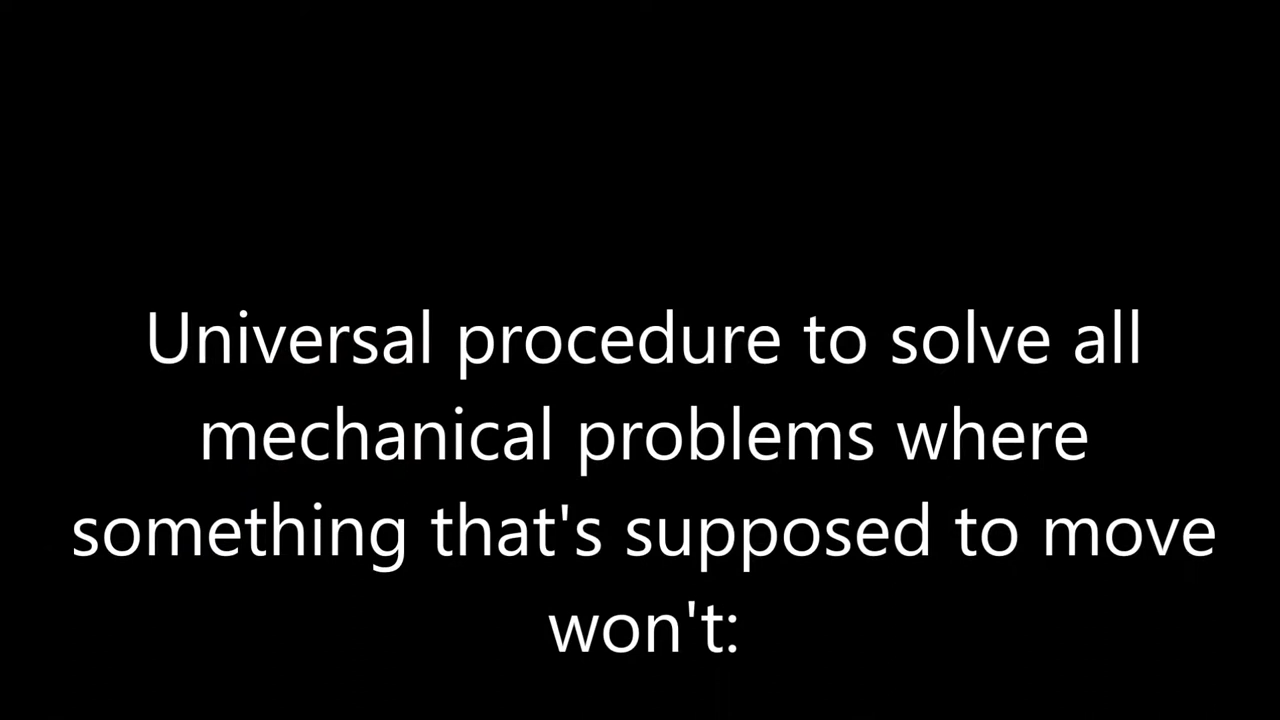 Universal procedure to solve all
mechanical problems where
something that's supposed to move
won't: